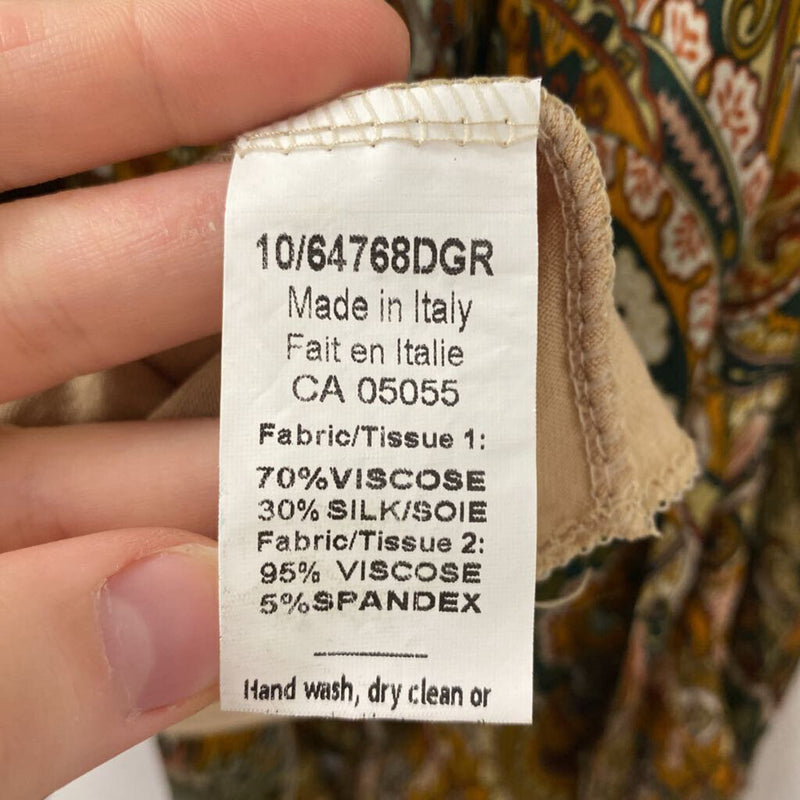 10/64768DGR
Made in Italy
Fait en Italie
CA 05055
Fabric/Tissue 1:
70%VISCOSE
30% SILK/SOIE
Fabric/Tissue 2:
95% VISCOSE
5%SPANDEX
Hand wash, dry clean or